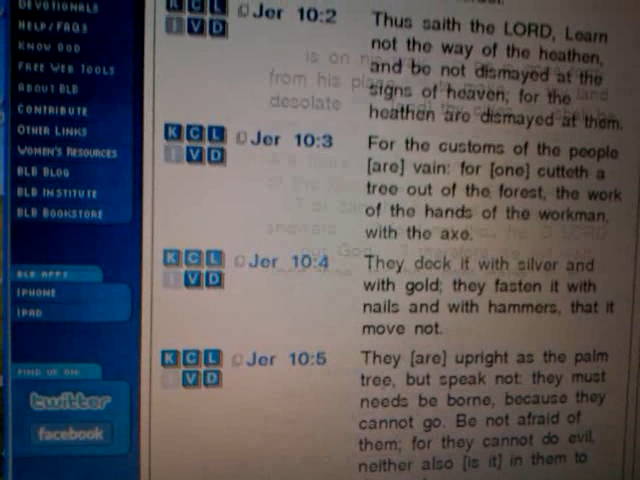 DEVOTIONALS
HELP/FAQS
KNOW GOD
FREE WEB TOOLS
ABOUT BLB
CONTRIBUTE
OTHER LINKS
WOMEN'S RESOURCES
BLB BLOG
BLB INSTITUTE
BLB BOOKSTORE
BLB APPS
IPHONE
IPAD
FIND US ON
twitter
facebook
K C L Jer 10:2 Thus saith the LORD, Learn
I V D not the way of the heathen,
and be not dismayed at the
signs of heaven; for the
heathen are dismayed at them.
K C L Jer 10:3 For the customs of the people
I V D [are] vain: for [one] cutteth a
tree out of the forest, the work
of the hands of the workman,
with the axe.
K C L Jer 10:4 They deck it with silver and
V D with gold; they fasten it with
nails and with hammers, that it
move not.
K C L Jer 10:5 They [are] upright as the palm
V D tree, but speak not: they must
needs be borne, because they
cannot go. Be not afraid of
them; for they cannot do evil,
neither also [is it] in them to
is on
from his
desolate